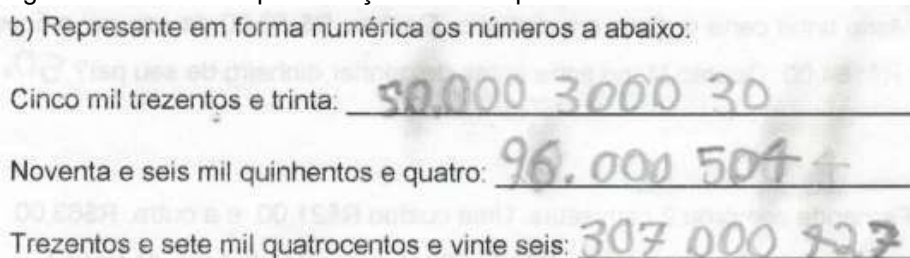 b) Represente em forma numérica os números a abaixo:
Cinco mil trezentos e trinta: 50.000 3000 30
Noventa e seis mil quinhentos e quatro: 96.000 504
Trezentos e sete mil quatrocentos e vinte seis: 307 000